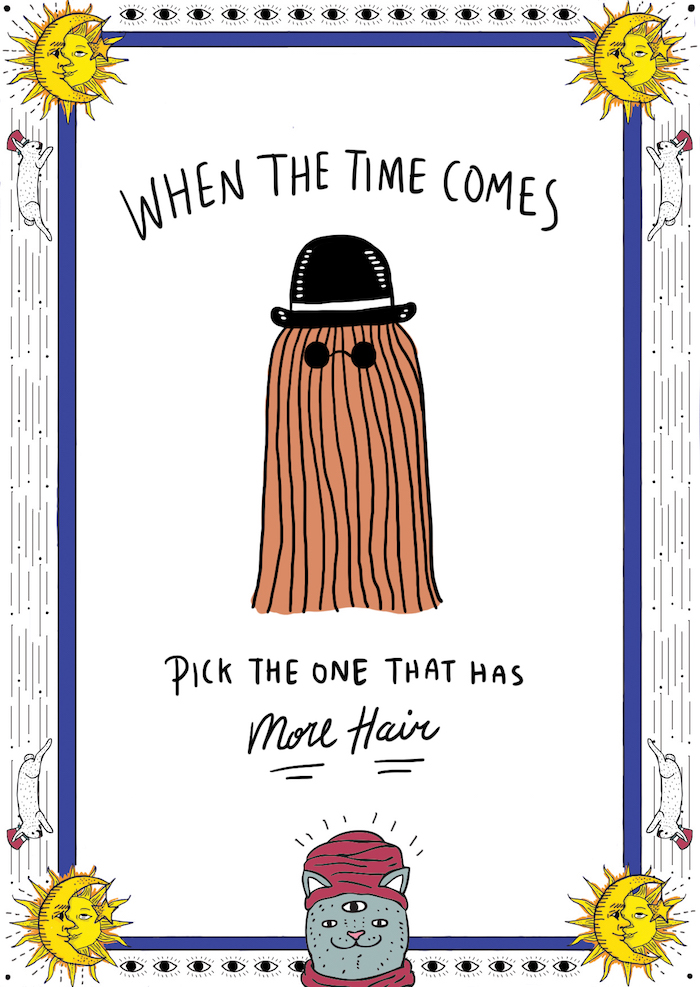 WHEN THE TIME COMES
PICK THE ONE THAT HAS
More Hair